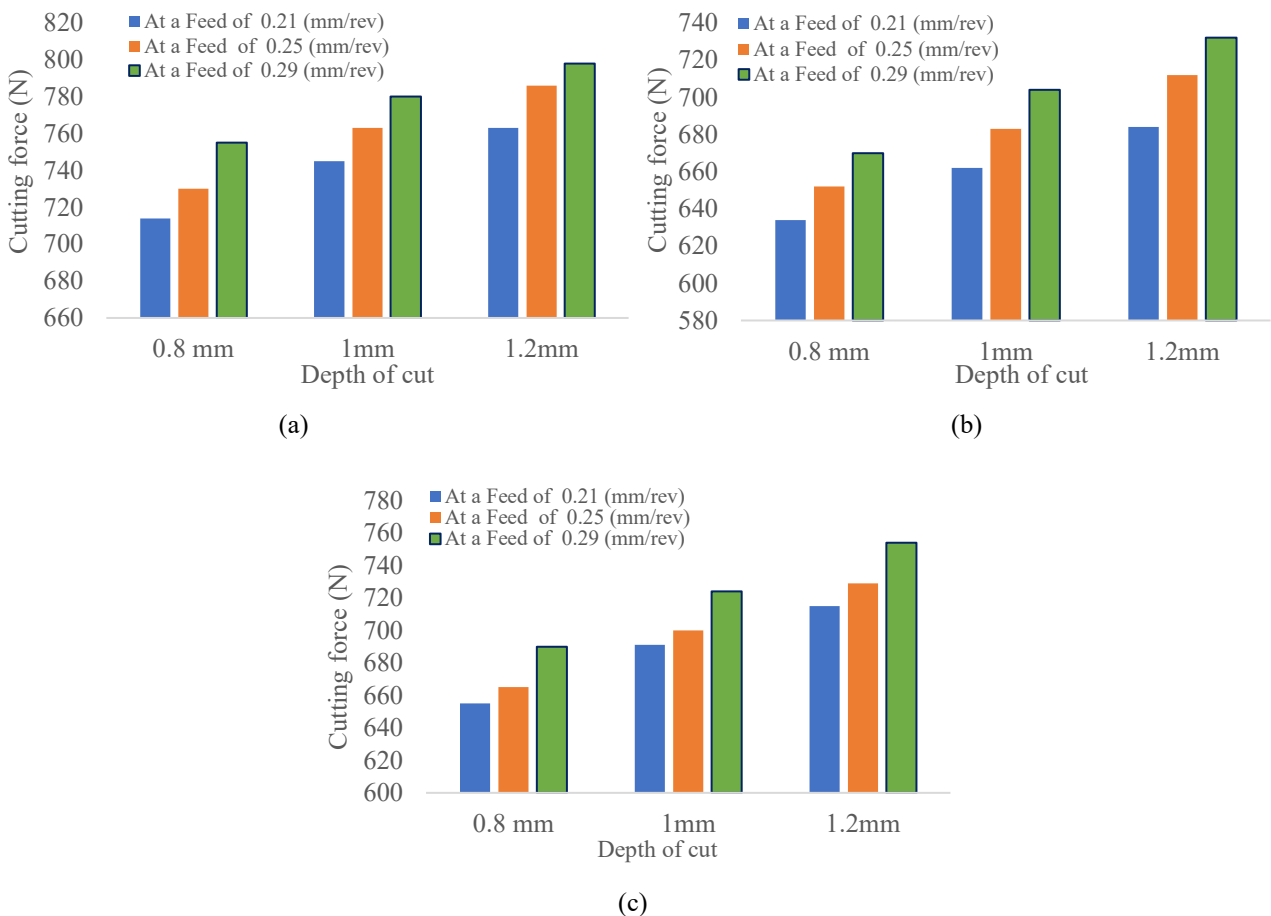 820
800
780
760
740
720
700
680
660
Cutting force (N)
At a Feed of 0.21 (mm/rev)
At a Feed of 0.25 (mm/rev)
At a Feed of 0.29 (mm/rev)
0.8 mm 1mm 1.2mm
Depth of cut
(a)
740
720
700
680
660
640
620
600
580
Cutting force (N)
At a Feed of 0.21 (mm/rev)
At a Feed of 0.25 (mm/rev)
At a Feed of 0.29 (mm/rev)
0.8 mm 1mm 1.2mm
Depth of cut
(b)
780
760
740
720
700
680
660
640
620
600
Cutting force (N)
At a Feed of 0.21 (mm/rev)
At a Feed of 0.25 (mm/rev)
At a Feed of 0.29 (mm/rev)
0.8 mm 1mm 1.2mm
Depth of cut
(c)